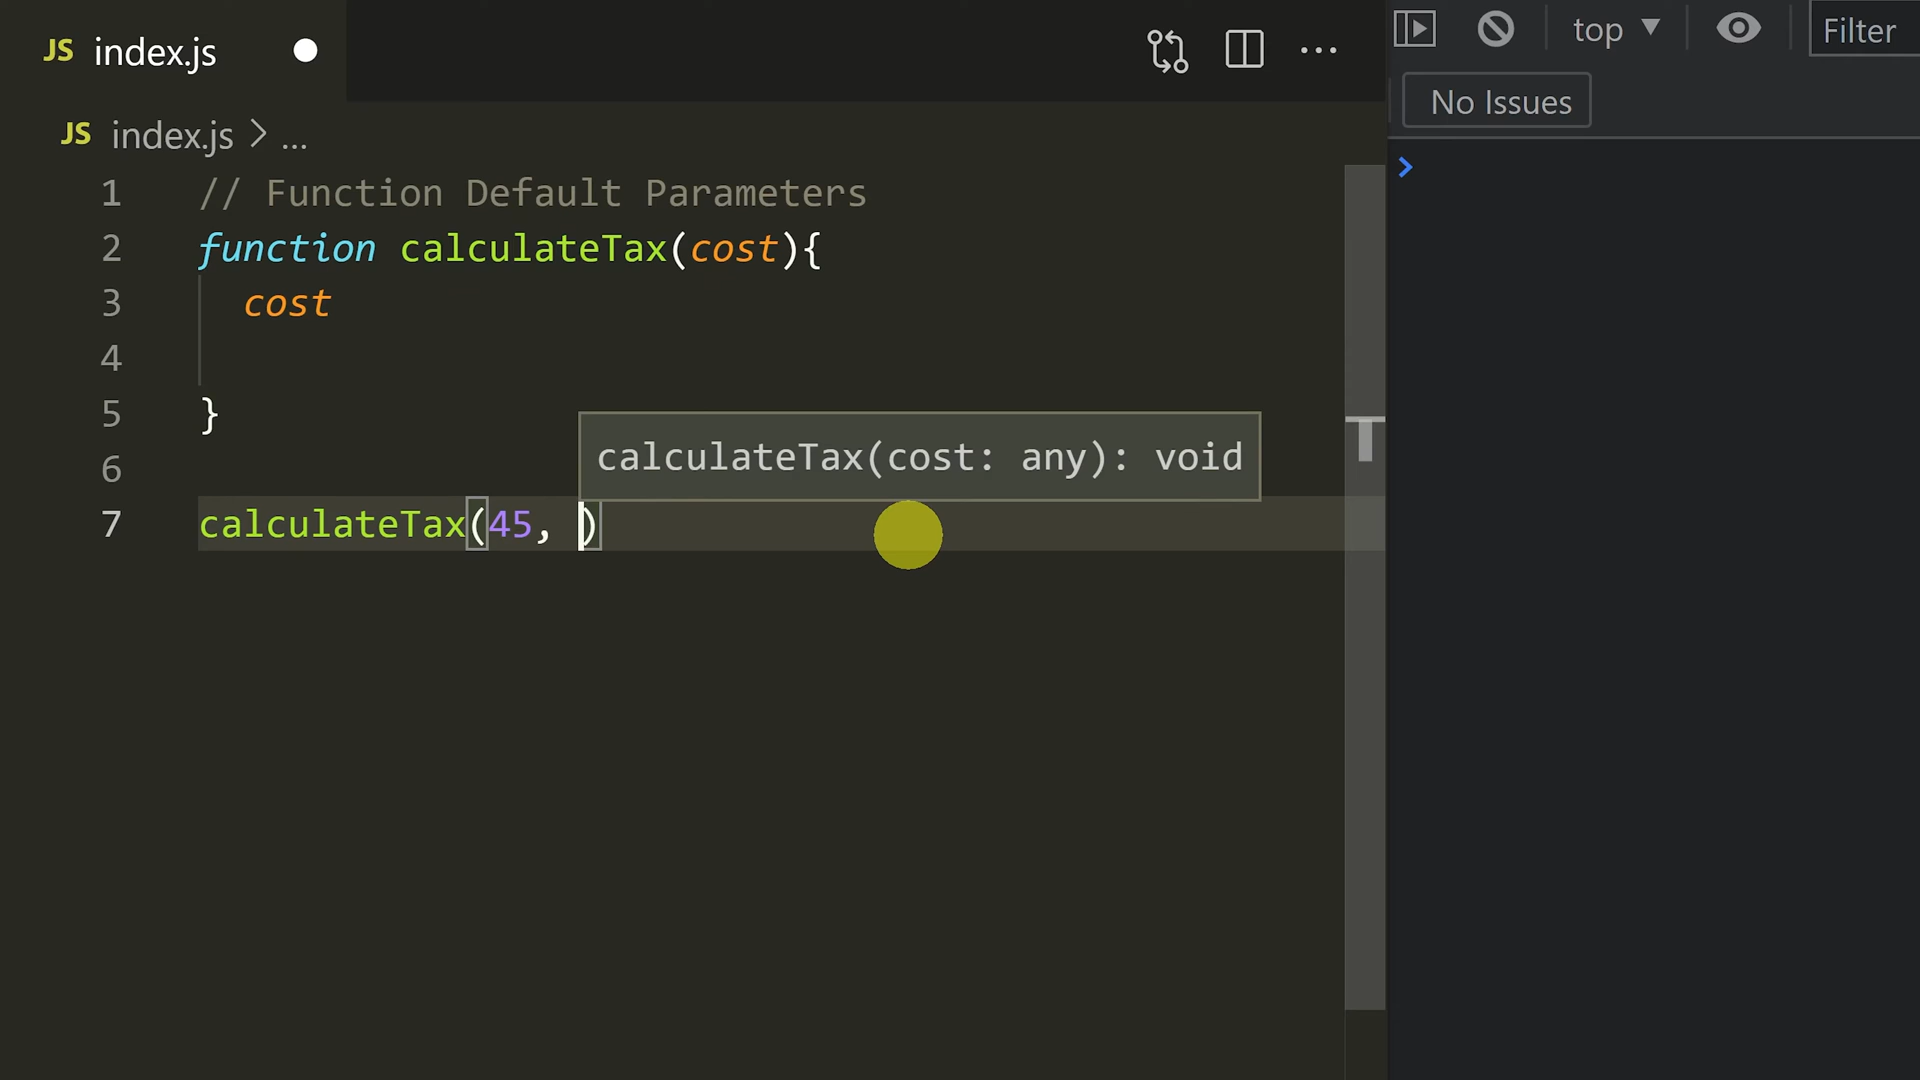 JS index.js
JS index.js > ...
1 // Function Default Parameters
2 function calculateTax(cost){
3 cost
4
5 }
6
7 calculateTax(45, )
calculateTax(cost: any): void
top ▼
Filter
No Issues
>